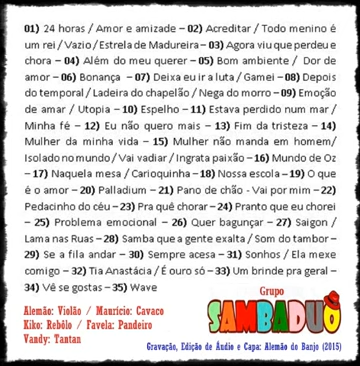 01) 24 horas / Amor e amizade – 02) Acreditar / Todo menino é
um rei / Vazio / Estrela de Madureira – 03) Agora viu que perdeu e
chora – 04) Além do meu querer – 05) Bom ambiente / Dor de
amor – 06) Bonança – 07) Deixa eu ir a luta / Gamei – 08) Depois
do temporal / Ladeira do chapelão / Nega do morro – 09) Emoção
de amar / Utopia – 10) Espelho – 11) Estava perdido num mar /
Minha fé – 12) Eu não quero mais – 13) Fim da tristeza – 14)
Mulher da minha vida – 15) Mulher não manda em homem/
Isolado no mundo / Vai vadiar / Ingrata paixão – 16) Mundo de Oz
– 17) Naquela mesa / Carioquinha – 18) Nossa escola – 19) O que
é o amor – 20) Palladium – 21) Pano de chão - Vai por mim – 22)
Pedacinho do céu – 23) Pra quê chorar – 24) Pranto que eu chorei
– 25) Problema emocional – 26) Quer bagunçar – 27) Saigon /
Lama nas Ruas – 28) Samba que a gente exalta / Som do tambor –
29) Se a fila andar – 30) Sempre acesa – 31) Sonhos / Ela mexe
comigo – 32) Tia Anastácia / É ouro só – 33) Um brinde pra geral –
34) Vê se gostas – 35) Wave
Grupo
SAMBADUÔ
Alemão: Violão / Maurício: Cavaco
Kiko: Rebôlo / Favela: Pandeiro
Vandy: Tantan
Gravação, Edição de Áudio e Capa: Alemão do Banjo (2015)